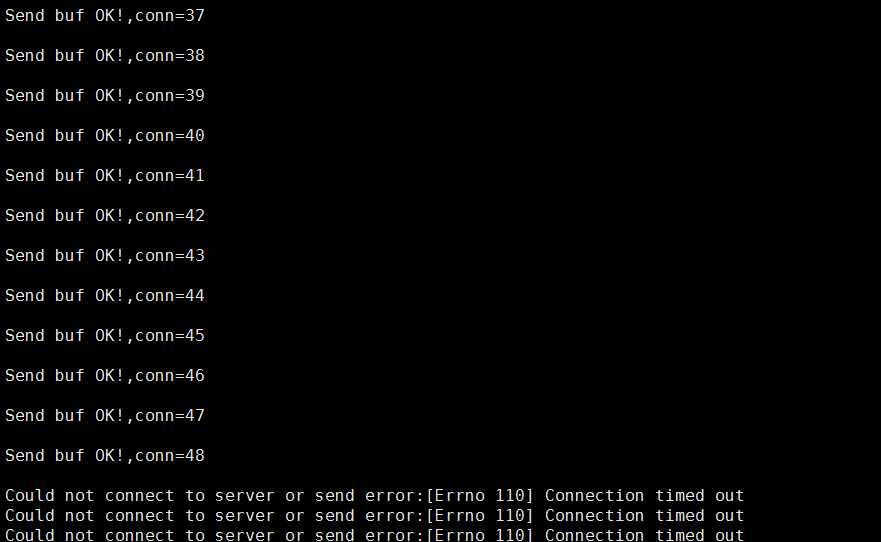 Send buf OK!,conn=37
Send buf OK!,conn=38
Send buf OK!,conn=39
Send buf OK!,conn=40
Send buf OK!,conn=41
Send buf OK!,conn=42
Send buf OK!,conn=43
Send buf OK!,conn=44
Send buf OK!,conn=45
Send buf OK!,conn=46
Send buf OK!,conn=47
Send buf OK!,conn=48
Could not connect to server or send error:[Errno 110] Connection timed out
Could not connect to server or send error:[Errno 110] Connection timed out
Could not connect to server or send error:[Errno 110] Connection timed out